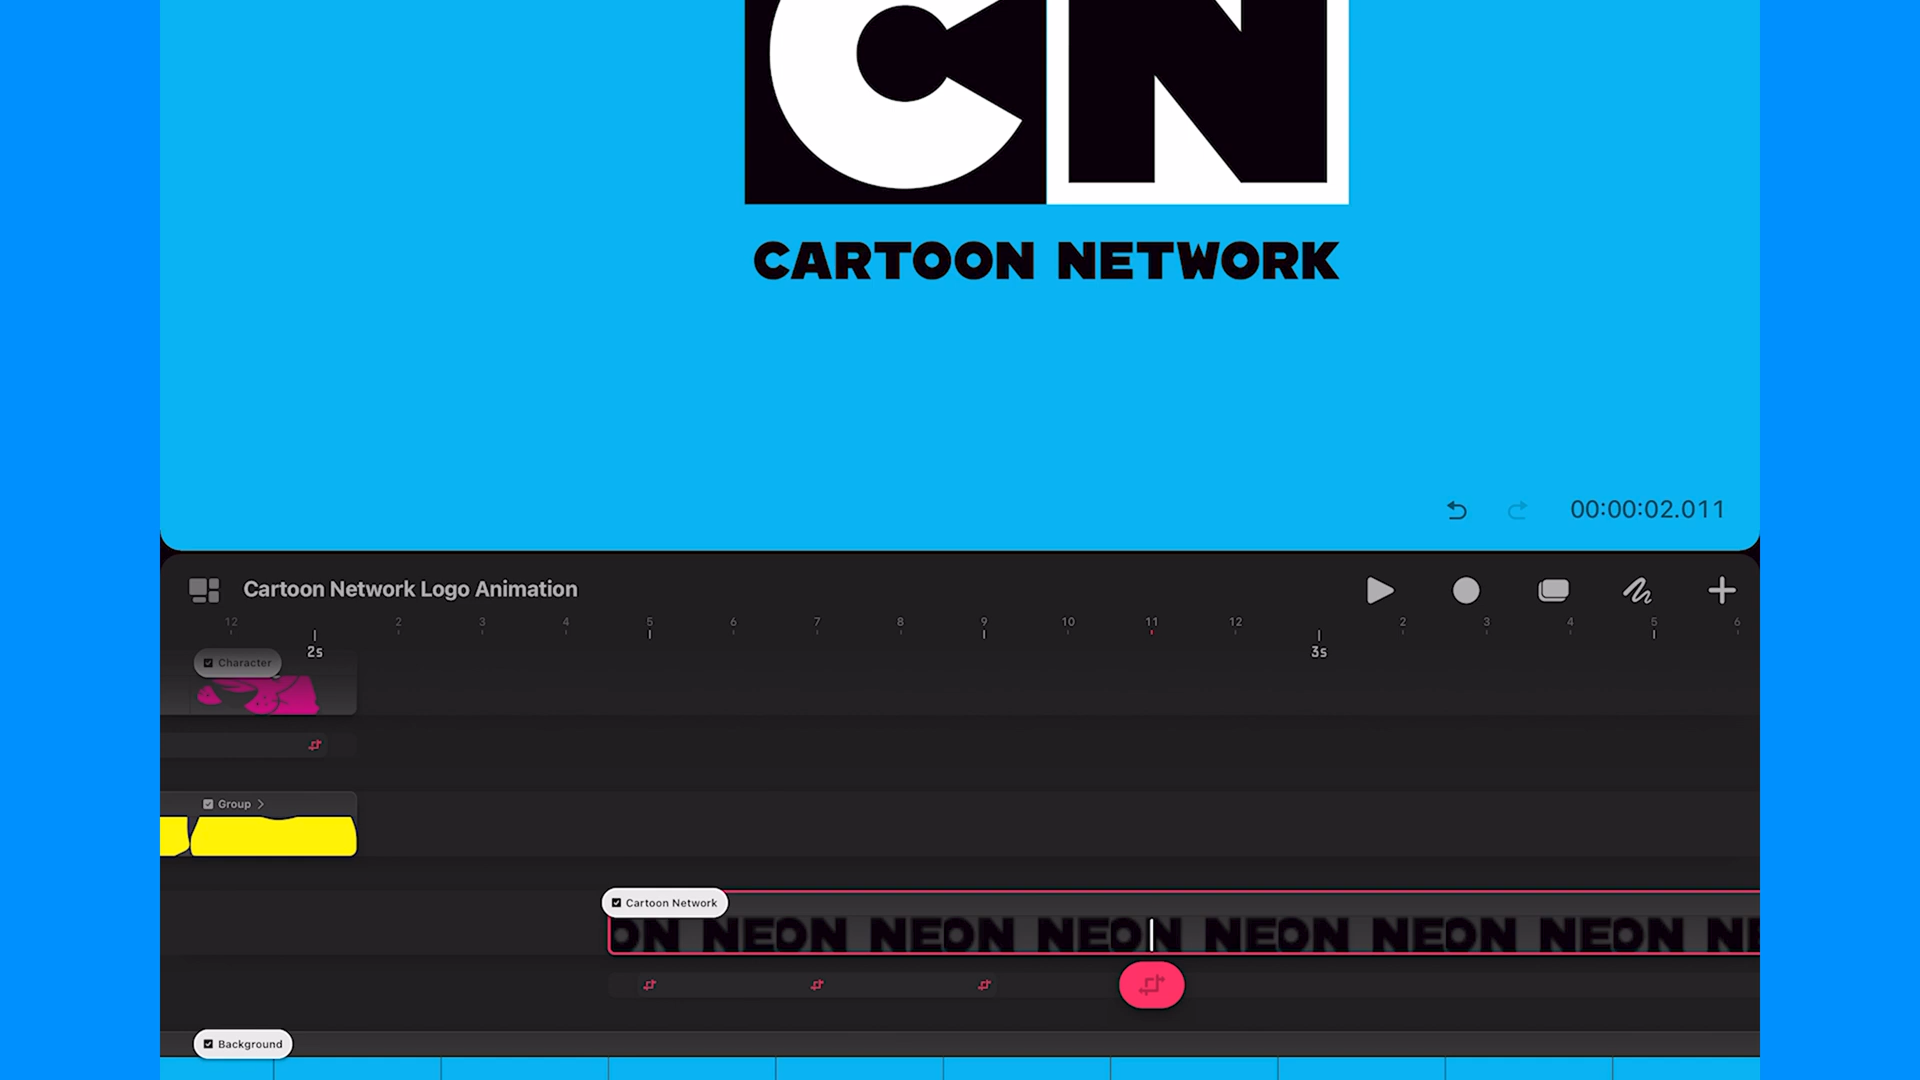 CN
CARTOON NETWORK
00:00:02.011
Cartoon Network Logo Animation
12 2 3 4 5 6 7 8 9 10 11 12 2 3 4 5 6
2s 3s
Character
Group
Cartoon Network
ON NEON NEON NEON NEON NEON NEON NE
Background